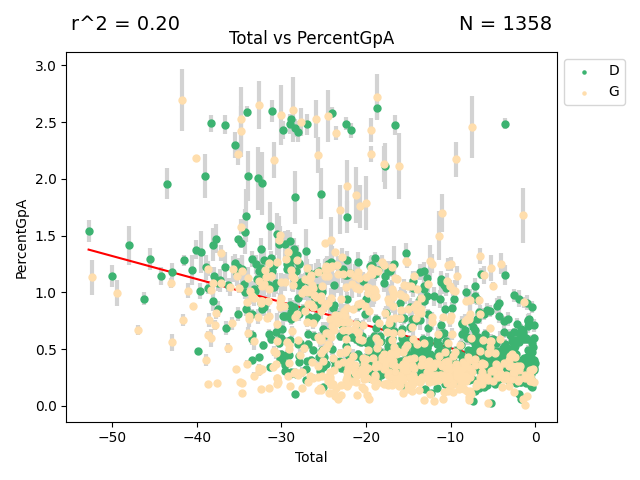 r^2 = 0.20 N = 1358
Total vs PercentGpA
3.0
2.5
2.0
1.5
1.0
0.5
0.0
PercentGpA
−50 −40 −30 −20 −10 0
Total
D
G